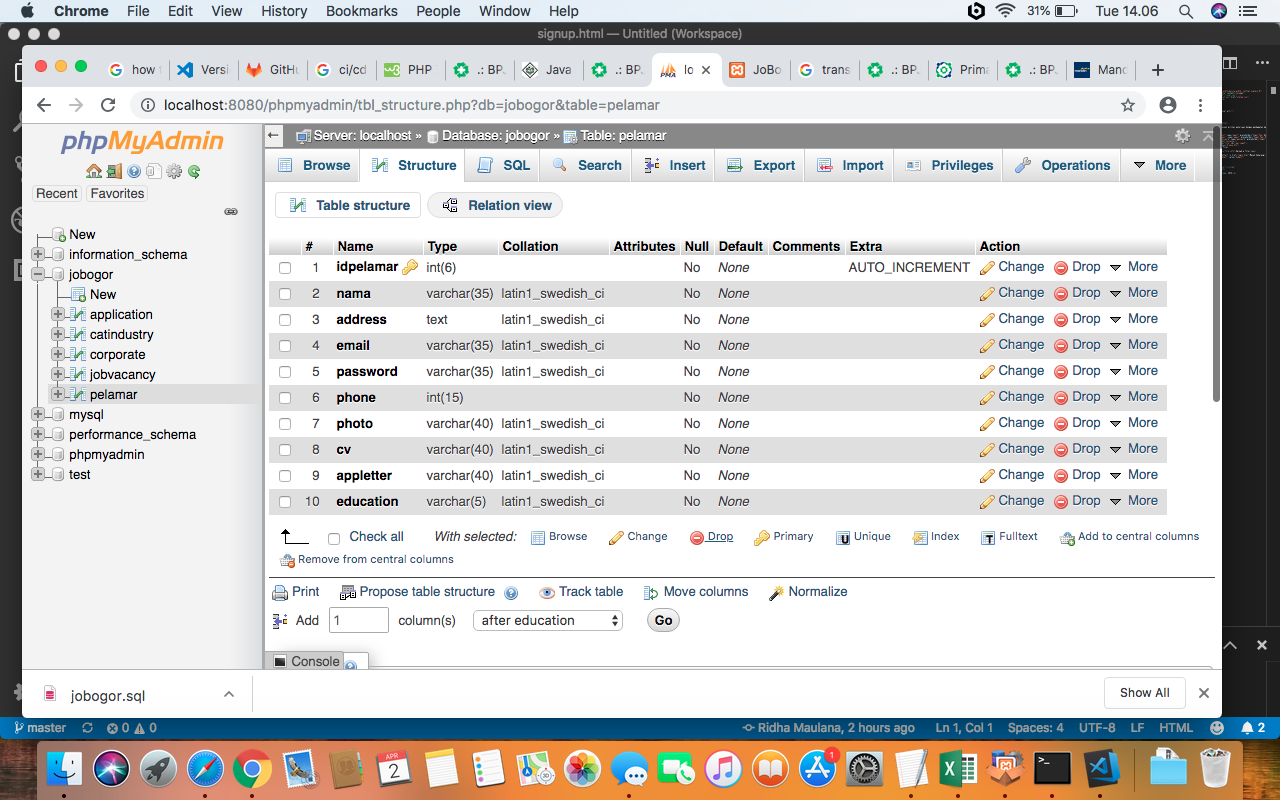 Chrome File Edit View History Bookmarks People Window Help 31% Tue 14.06
signup.html — Untitled (Workspace)
how Versi GitHu ci/cd PHP .: BP. Java .: BP. lo JoBo trans .: BP. Prima .: BP.
localhost:8080/phpmyadmin/tbl_structure.php?db=jobogor&table=pelamar
phpMyAdmin
Recent Favorites
New
information_schema
jobogor
New
application
catindustry
corporate
jobvacancy
pelamar
mysql
performance_schema
phpmyadmin
test
Server: localhost » Database: jobogor » Table: pelamar
Browse Structure SQL Search Insert Export Import Privileges Operations More
Table structure Relation view
# Name Type Collation Attributes Null Default Comments Extra Action
1 idpelamar int(6) No None AUTO_INCREMENT Change Drop More
2 nama varchar(35) latin1_swedish_ci No None Change Drop More
3 address text latin1_swedish_ci No None Change Drop More
4 email varchar(35) latin1_swedish_ci No None Change Drop More
5 password varchar(35) latin1_swedish_ci No None Change Drop More
6 phone int(15) No None Change Drop More
7 photo varchar(40) latin1_swedish_ci No None Change Drop More
8 cv varchar(40) latin1_swedish_ci No None Change Drop More
9 appletter varchar(40) latin1_swedish_ci No None Change Drop More
10 education varchar(5) latin1_swedish_ci No None Change Drop More
Check all With selected: Browse Change Drop Primary Unique Index Fulltext Add to central columns
Remove from central columns
Print Propose table structure Track table Move columns Normalize
Add 1 column(s) after education Go
Console
jobogor.sql Show All
master 0 0 Ridha Maulana, 2 hours ago Ln 1, Col 1 Spaces: 4 UTF-8 LF HTML 2
APR
2
1